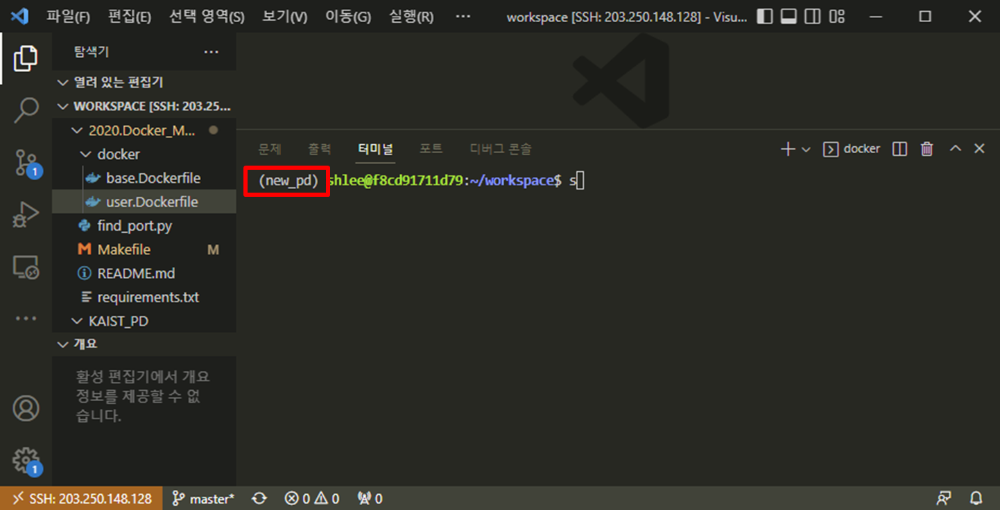 파일(F) 편집(E) 선택 영역(S) 보기(V) 이동(G) 실행(R) ··· workspace [SSH: 203.250.148.128] - Visu...
탐색기 ···
열려 있는 편집기
WORKSPACE [SSH: 203.25...
2020.Docker_M...
docker
base.Dockerfile
user.Dockerfile
find_port.py
Makefile M
README.md
requirements.txt
KAIST_PD
개요
활성 편집기에서 개요
정보를 제공할 수 없
습니다.
문제 출력 터미널 포트 디버그 콘솔 docker
(new_pd) shlee@f8cd91711d79:~/workspace$ s
1
1
SSH: 203.250.148.128 master* 0 0 0